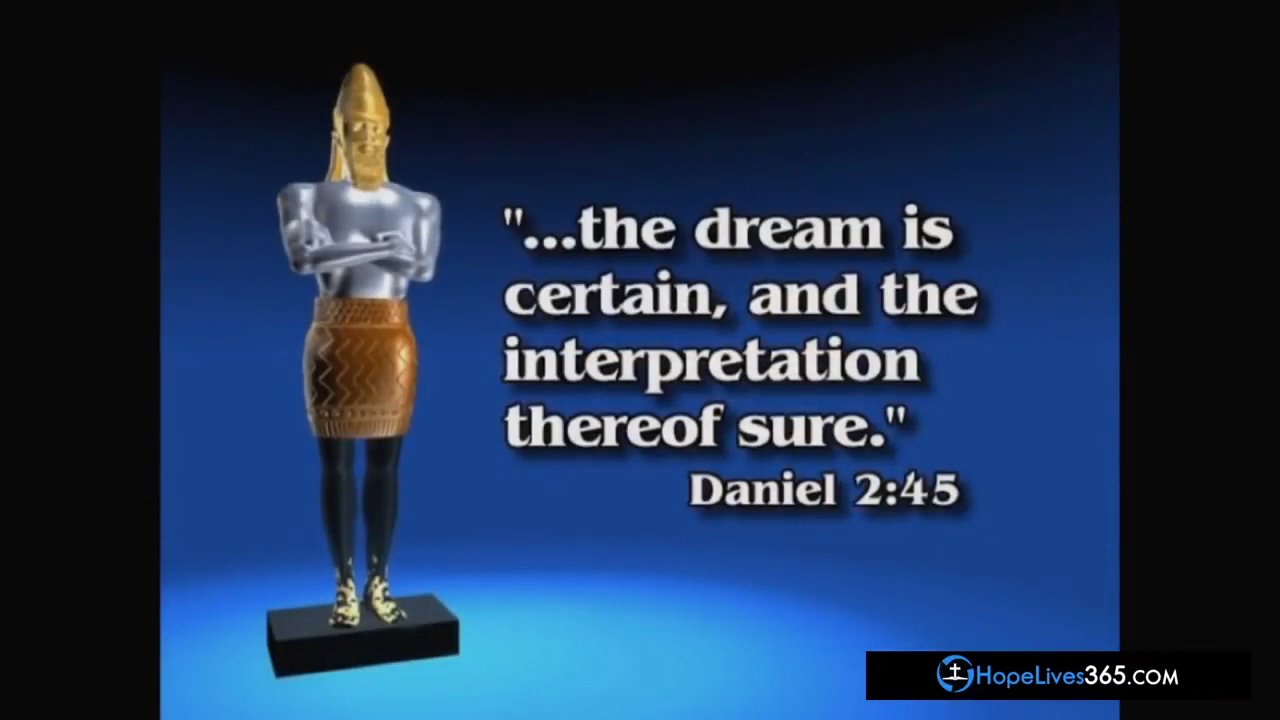 "...the dream is
certain, and the
interpretation
thereof sure."
Daniel 2:45
HopeLives365.COM